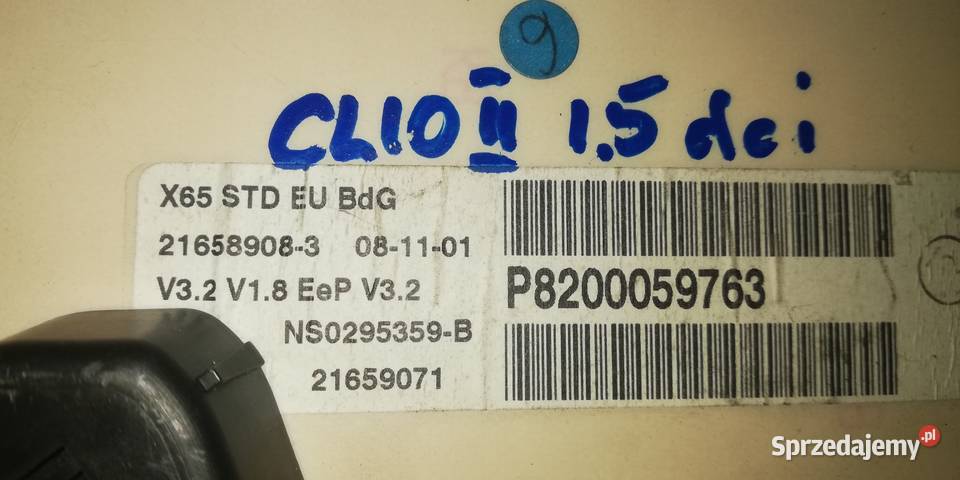 9
CLIO II 1.5 dci
X65 STD EU BdG
21658908-3 08-11-01
V3.2 V1.8 EeP V3.2
P8200059763
NS0295359-B
21659071
Sprzedajemy.pl